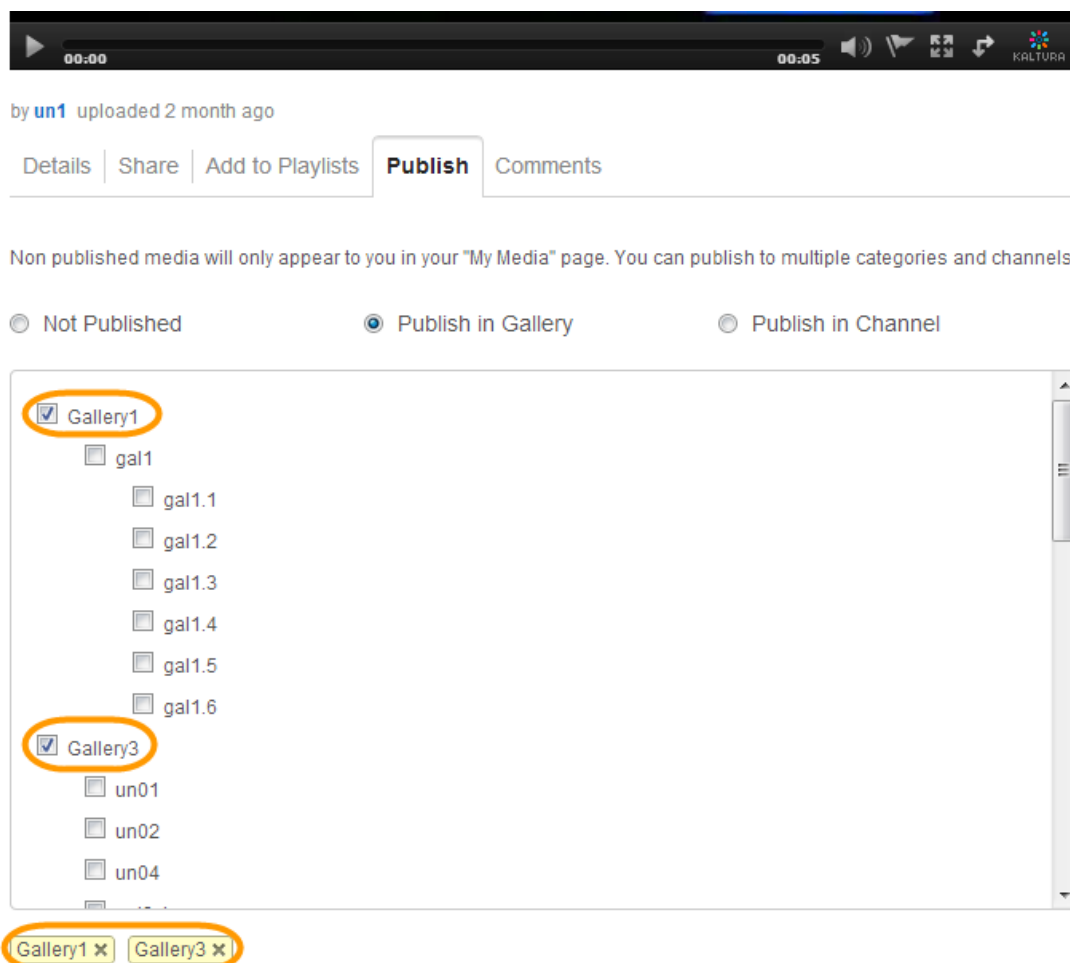 00:00 00:05 KALTURA
by un1 uploaded 2 month ago
Details Share Add to Playlists Publish Comments
Non published media will only appear to you in your "My Media" page. You can publish to multiple categories and channels
Not Published Publish in Gallery Publish in Channel
Gallery1
gal1
gal1.1
gal1.2
gal1.3
gal1.4
gal1.5
gal1.6
Gallery3
un01
un02
un04
Gallery1 Gallery3